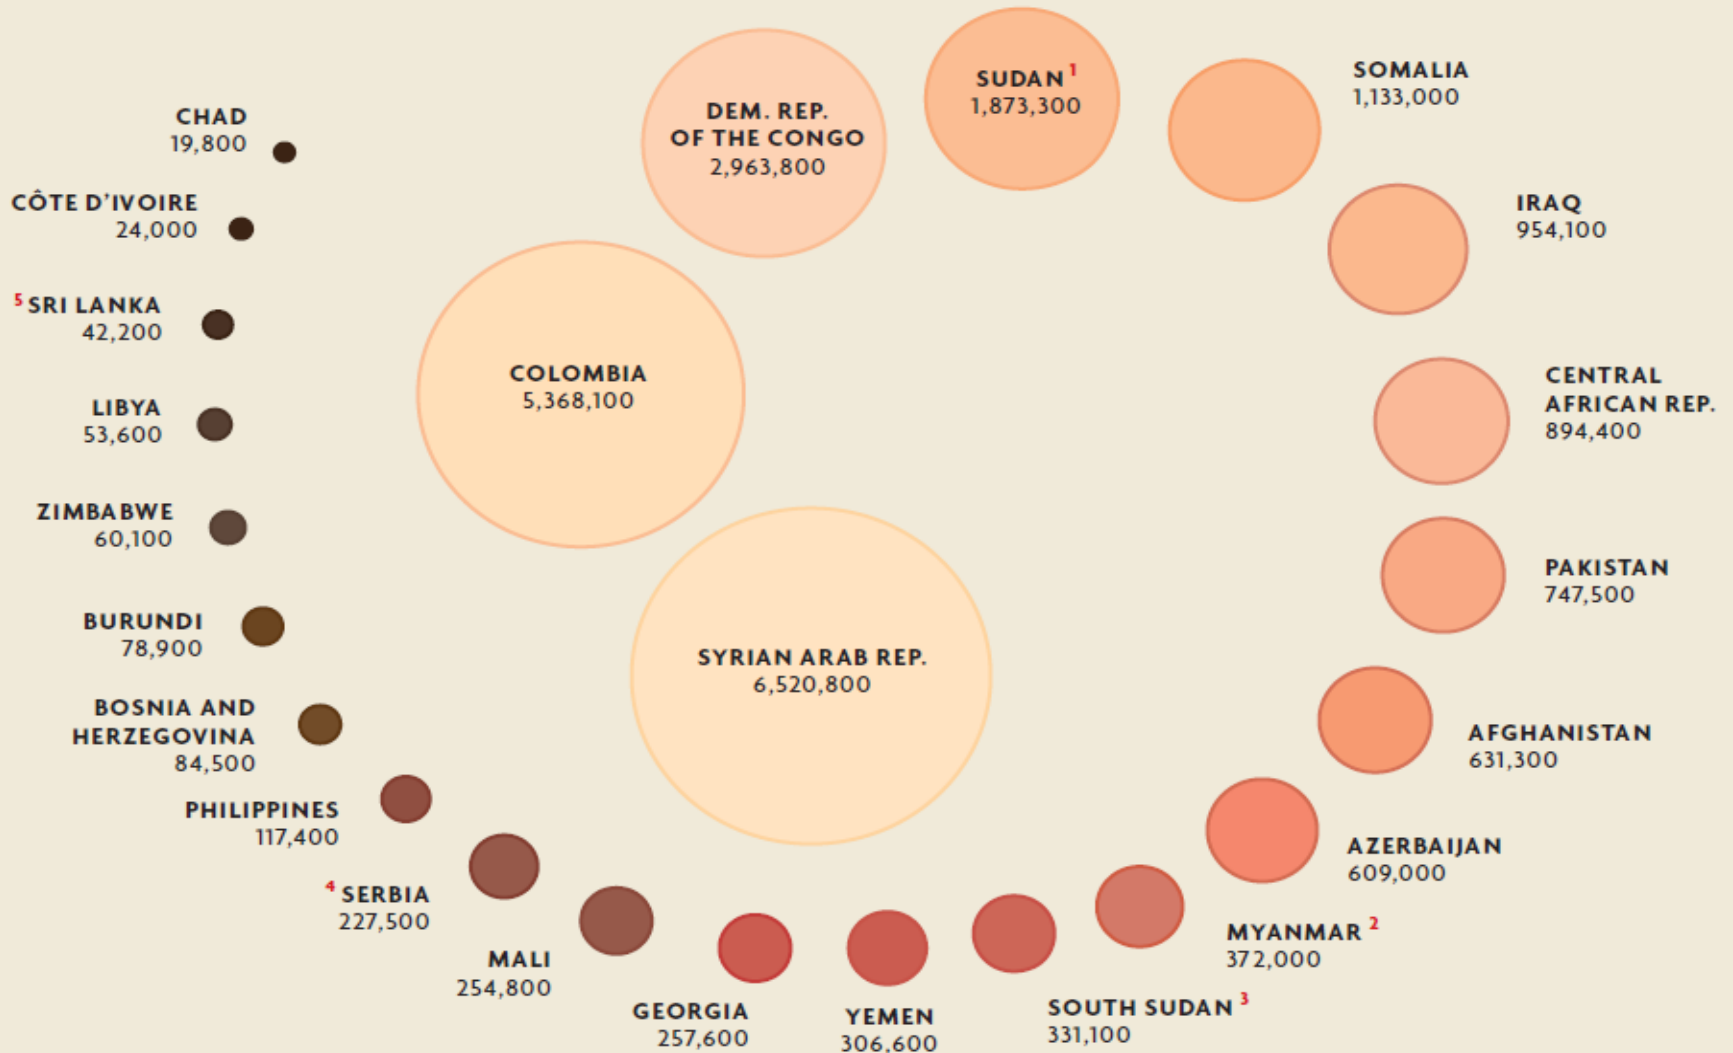 SUDAN 1
1,873,300
SOMALIA
1,133,000
DEM. REP.
OF THE CONGO
2,963,800
CHAD
19,800
CÔTE D'IVOIRE
24,000
IRAQ
954,100
5 SRI LANKA
42,200
COLOMBIA
5,368,100
CENTRAL
AFRICAN REP.
894,400
LIBYA
53,600
ZIMBABWE
60,100
PAKISTAN
747,500
BURUNDI
78,900
SYRIAN ARAB REP.
6,520,800
BOSNIA AND
HERZEGOVINA
84,500
AFGHANISTAN
631,300
PHILIPPINES
117,400
AZERBAIJAN
609,000
4 SERBIA
227,500
MYANMAR 2
372,000
MALI
254,800
GEORGIA
257,600
YEMEN
306,600
SOUTH SUDAN 3
331,100